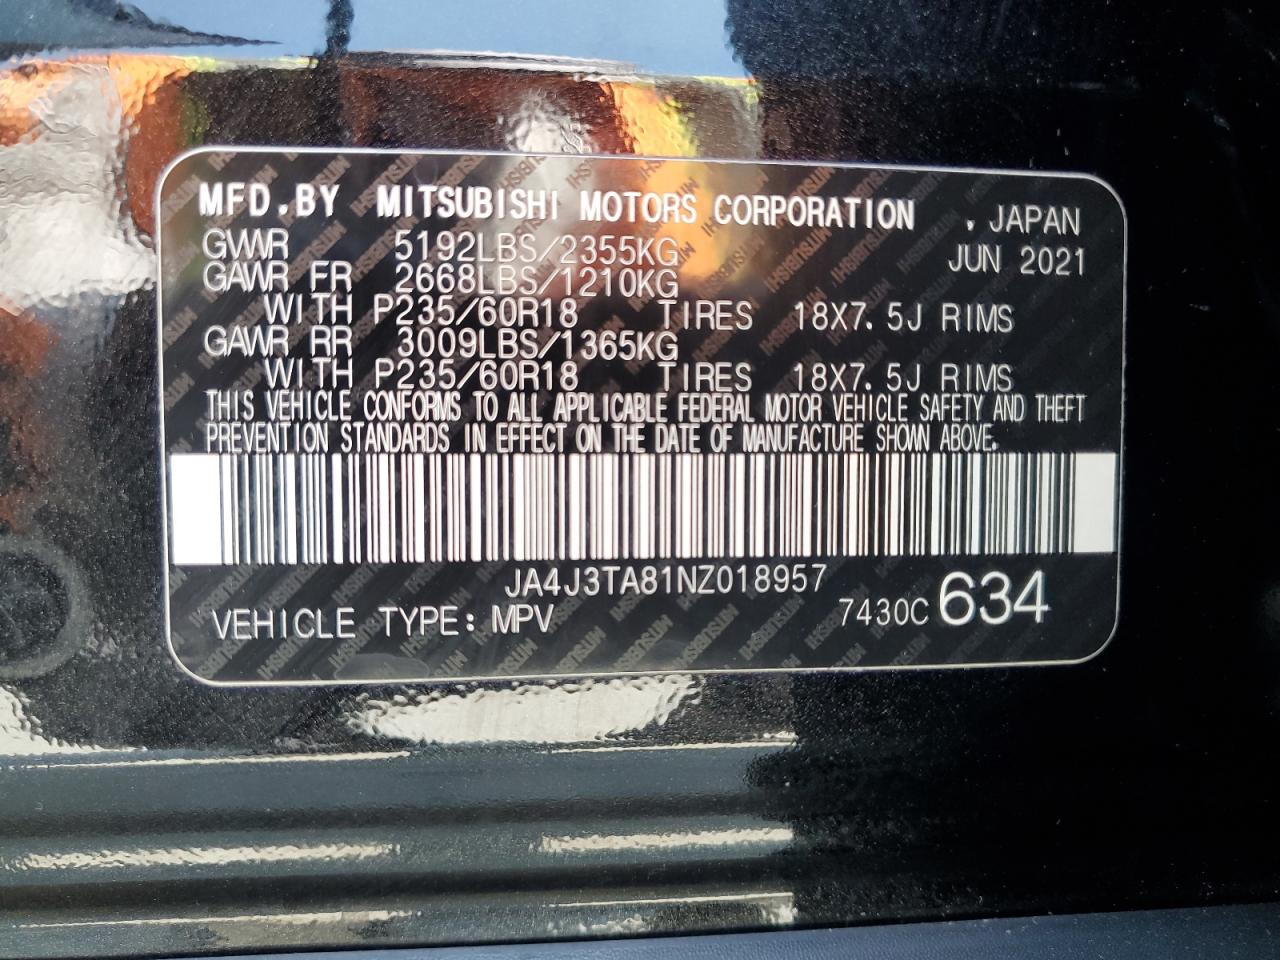 MFD.BY MITSUBISHI MOTORS CORPORATION , JAPAN
GVWR 5192LBS/2355KG JUN 2021
GAWR FR 2668LBS/1210KG
WITH P235/60R18 TIRES 18X7.5J RIMS
GAWR RR 3009LBS/1365KG
WITH P235/60R18 TIRES 18X7.5J RIMS
THIS VEHICLE CONFORMS TO ALL APPLICABLE FEDERAL MOTOR VEHICLE SAFETY AND THEFT
PREVENTION STANDARDS IN EFFECT ON THE DATE OF MANUFACTURE SHOWN ABOVE.
JA4J3TA81NZ018957
VEHICLE TYPE: MPV 7430C 634